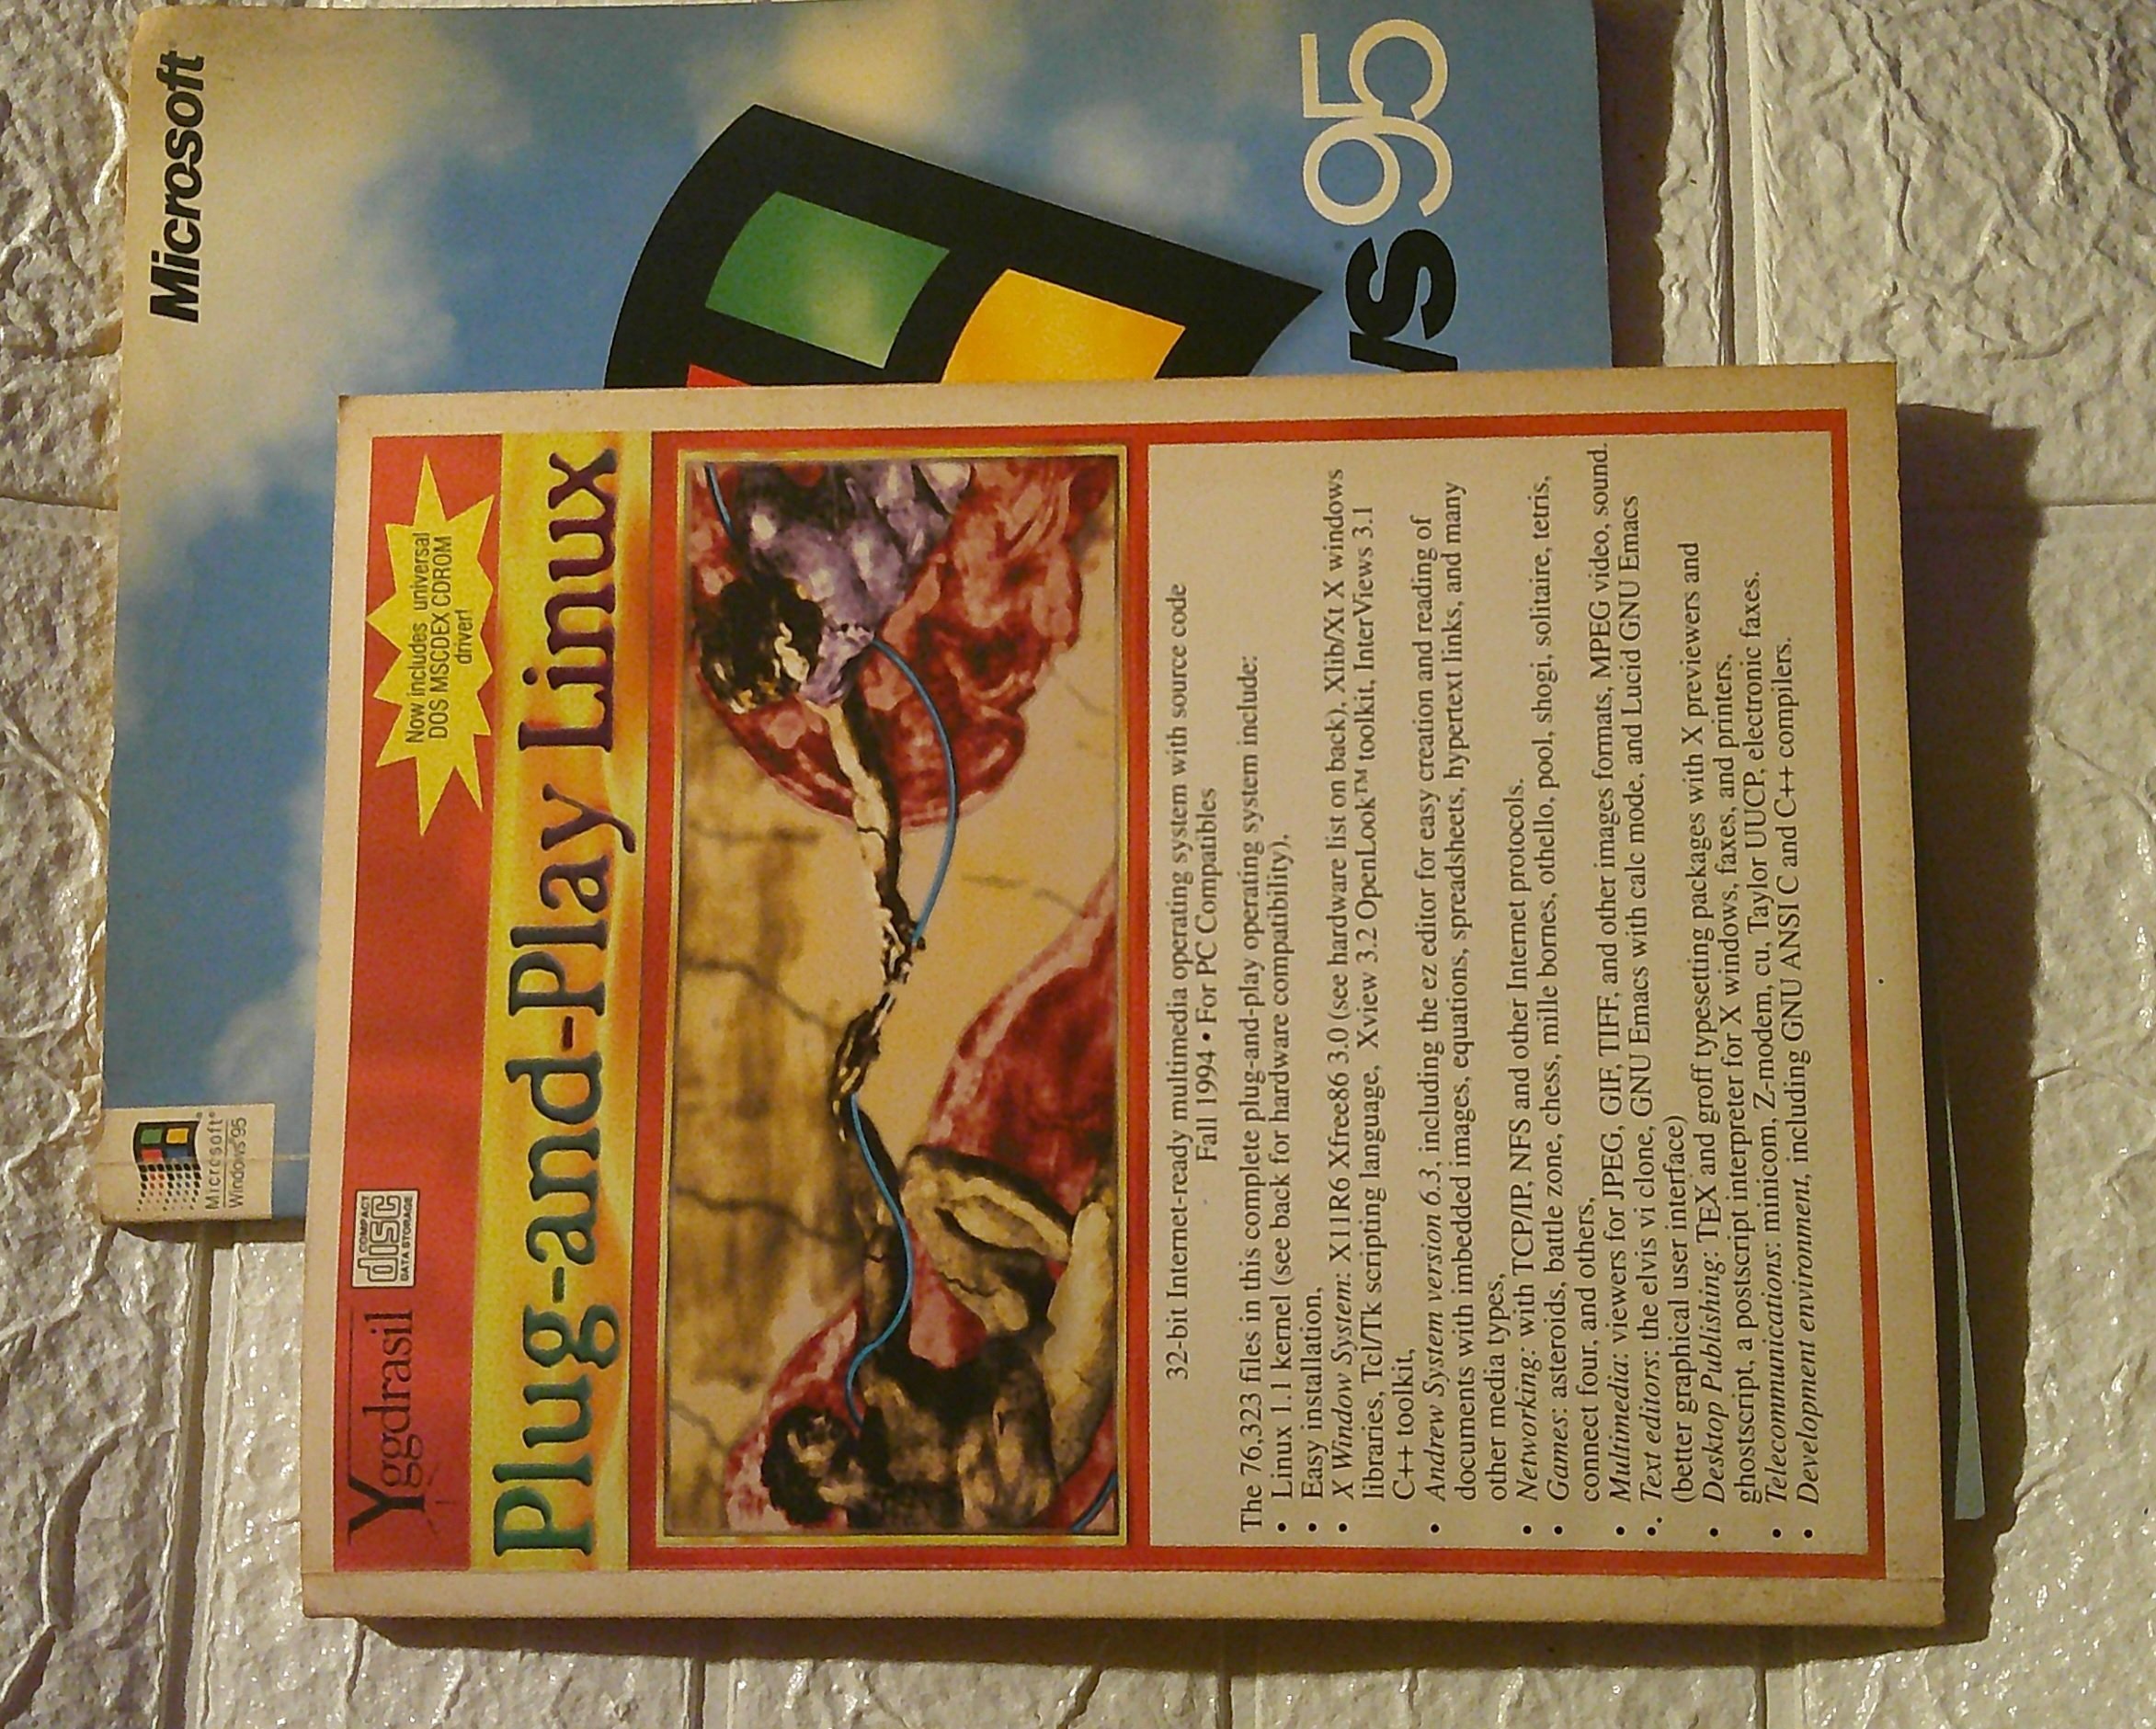 Microsoft
Microsoft®
Windows®95
95
Yggdrasil
COMPACT
disc
DATA STORAGE
Now includes universal
DOS MSCDEX CDROM
driver!
Plug-and-Play Linux
32-bit Internet-ready multimedia operating system with source code
Fall 1994 • For PC Compatibles
The 76,323 files in this complete plug-and-play operating system include:
• Linux 1.1 kernel (see back for hardware compatibility),
• Easy installation,
• X Window System: X11R6 Xfree86 3.0 (see hardware list on back), Xlib/Xt X windows
libraries, Tcl/Tk scripting language, Xview 3.2 OpenLook™ toolkit, InterViews 3.1
C++ toolkit,
• Andrew System version 6.3, including the ez editor for easy creation and reading of
documents with imbedded images, equations, spreadsheets, hypertext links, and many
other media types,
• Networking: with TCP/IP, NFS and other Internet protocols.
• Games: asteroids, battle zone, chess, mille bornes, othello, pool, shogi, solitaire, tetris,
connect four, and others,
• Multimedia: viewers for JPEG, GIF, TIFF, and other images formats, MPEG video, sound.
•. Text editors: the elvis vi clone, GNU Emacs with calc mode, and Lucid GNU Emacs
(better graphical user interface)
• Desktop Publishing: TEX and groff typesetting packages with X previewers and
ghostscript, a postscript interpreter for X windows, faxes, and printers,
• Telecommunications: minicom, Z-modem, cu, Taylor UUCP, electronic faxes.
• Development environment, including GNU ANSI C and C++ compilers.